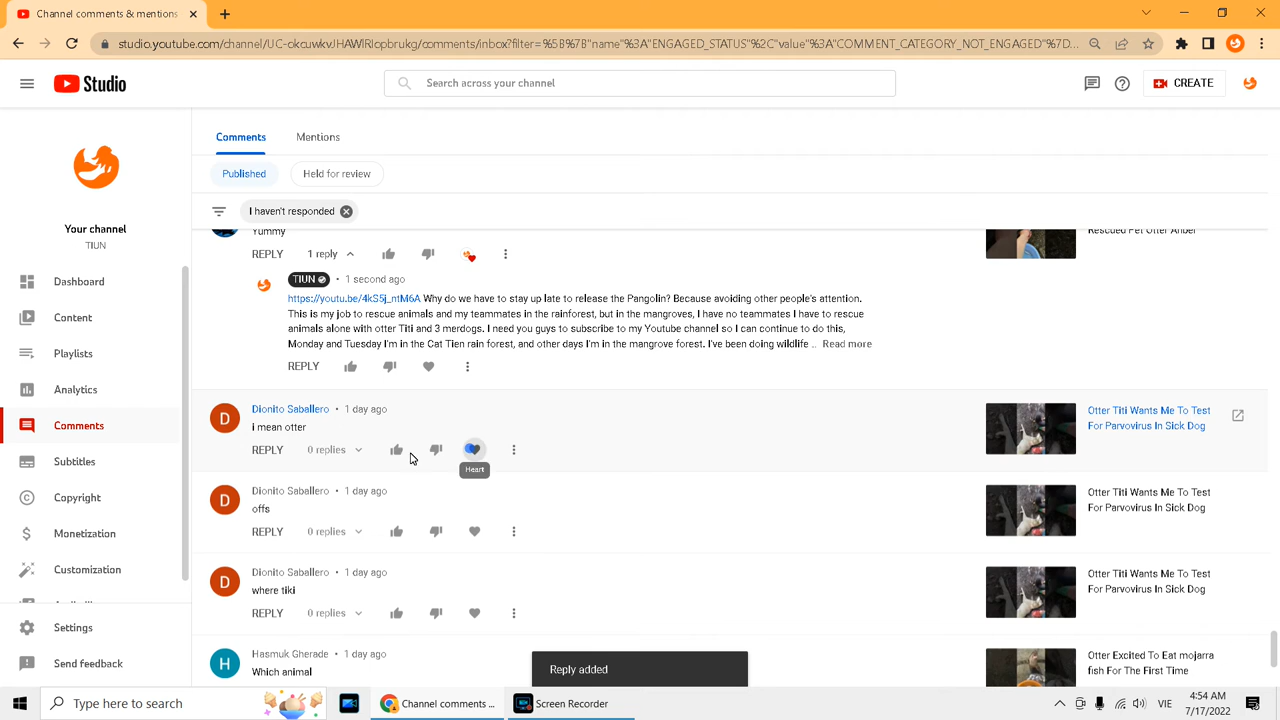 Channel comments & mentions
studio.youtube.com/channel/UCkwvkJHAWIRlopbrukg/comments/inbox?filter=%5B%7B"name"%3A"ENGAGED_STATUS"%2C"value"%3A"COMMENT_CATEGORY_NOT_ENGAGED"%7D...
Studio
Search across your channel
CREATE
Your channel
TIUN
Dashboard
Content
Playlists
Analytics
Comments
Subtitles
Copyright
Monetization
Customization
Settings
Send feedback
Comments Mentions
Published Held for review
I haven't responded
Yummy
Rescued Pet Otter Amber
REPLY 1 reply
TIUN • 1 second ago
https://youtu.be/4kS5j_ntM6A Why do we have to stay up late to release the Pangolin? Because avoiding other people's attention.
This is my job to rescue animals and my teammates in the rainforest, but in the mangroves, I have no teammates I have to rescue
animals alone with otter Titi and 3 merdogs. I need you guys to subscribe to my Youtube channel so I can continue to do this,
Monday and Tuesday I'm in the Cat Tien rain forest, and other days I'm in the mangrove forest. I've been doing wildlife .. Read more
REPLY
Dionito Saballero • 1 day ago
i mean otter
REPLY 0 replies
Heart
Otter Titi Wants Me To Test
For Parvovirus In Sick Dog
Dionito Saballero • 1 day ago
offs
REPLY 0 replies
Otter Titi Wants Me To Test
For Parvovirus In Sick Dog
Dionito Saballero • 1 day ago
where tiki
REPLY 0 replies
Otter Titi Wants Me To Test
For Parvovirus In Sick Dog
Hasmuk Gherade • 1 day ago
Which animal
Otter Excited To Eat mojarra
fish For The First Time
Reply added
Type here to search
Channel comments ...
Screen Recorder
VIE
4:54 AM
7/17/2022